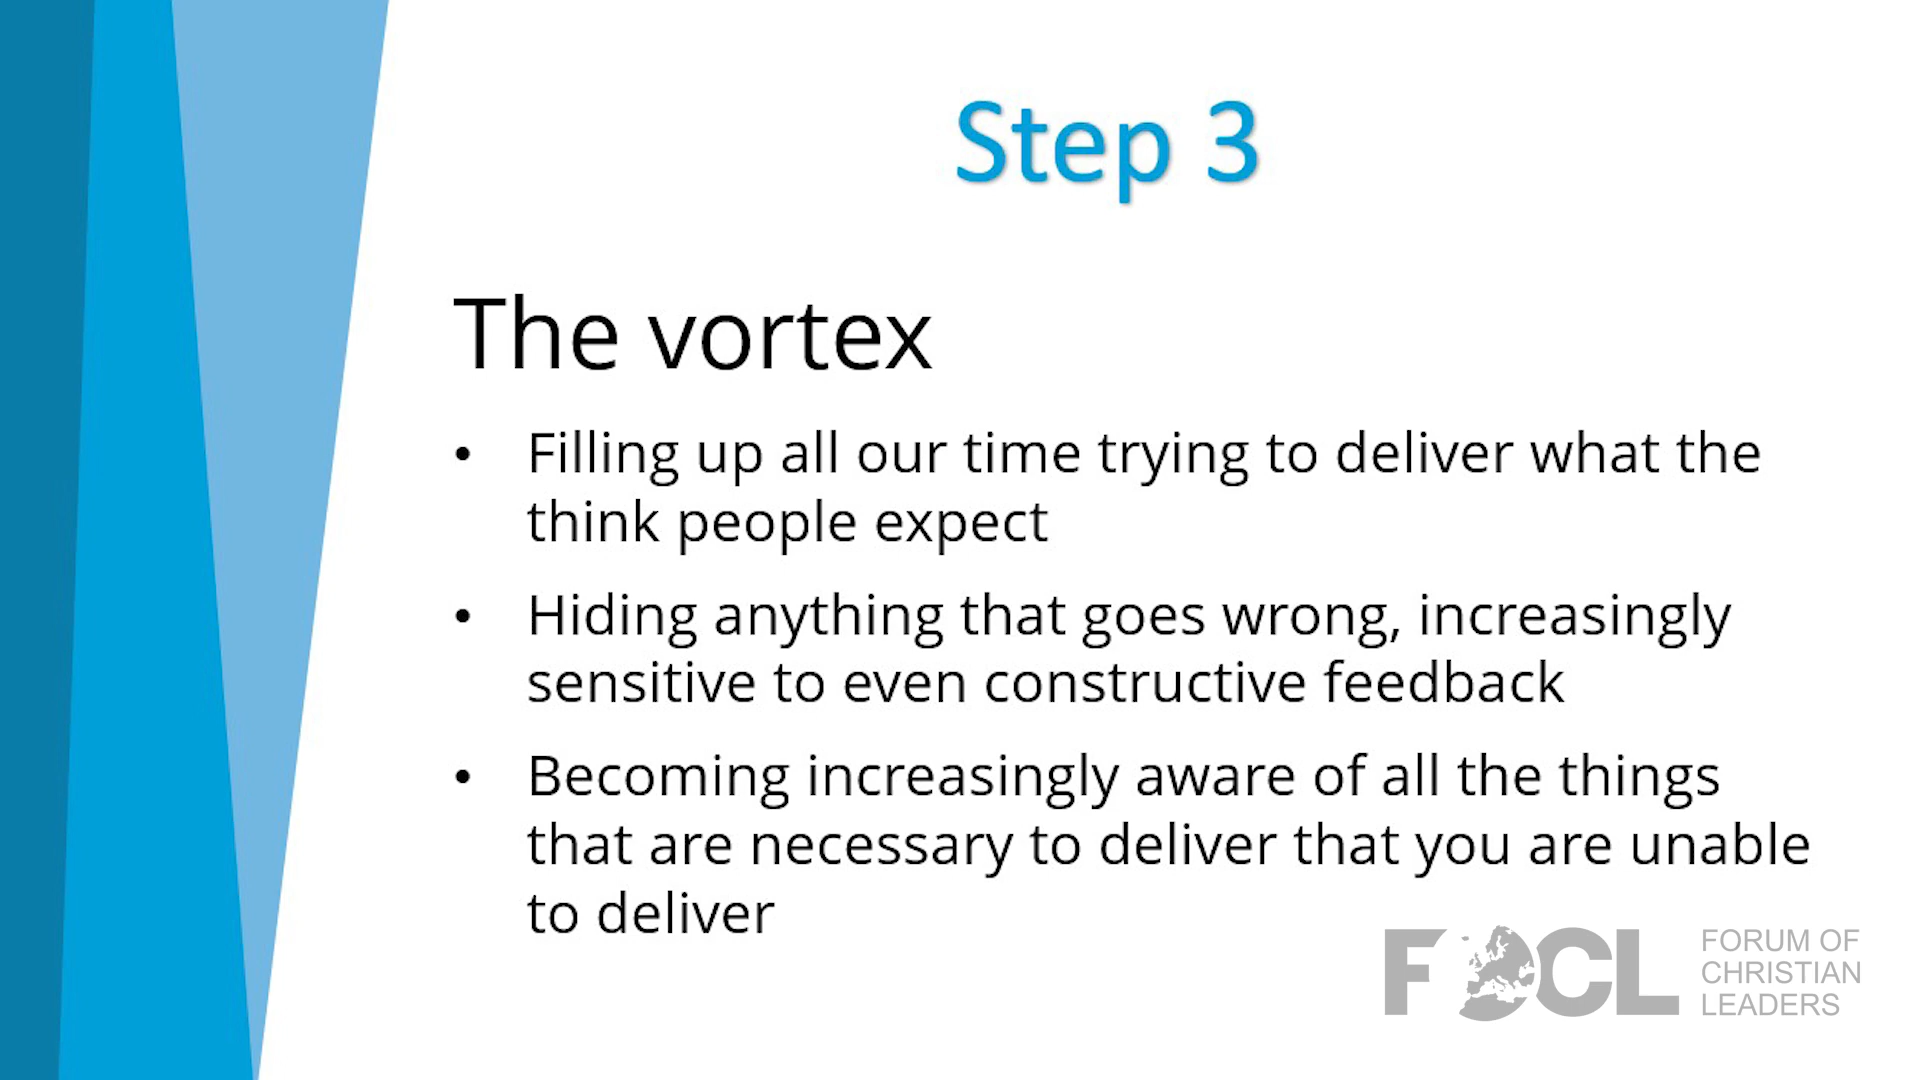 Step 3
The vortex
• Filling up all our time trying to deliver what the
think people expect
• Hiding anything that goes wrong, increasingly
sensitive to even constructive feedback
• Becoming increasingly aware of all the things
that are necessary to deliver that you are unable
to deliver
FOCL
FORUM OF
CHRISTIAN
LEADERS